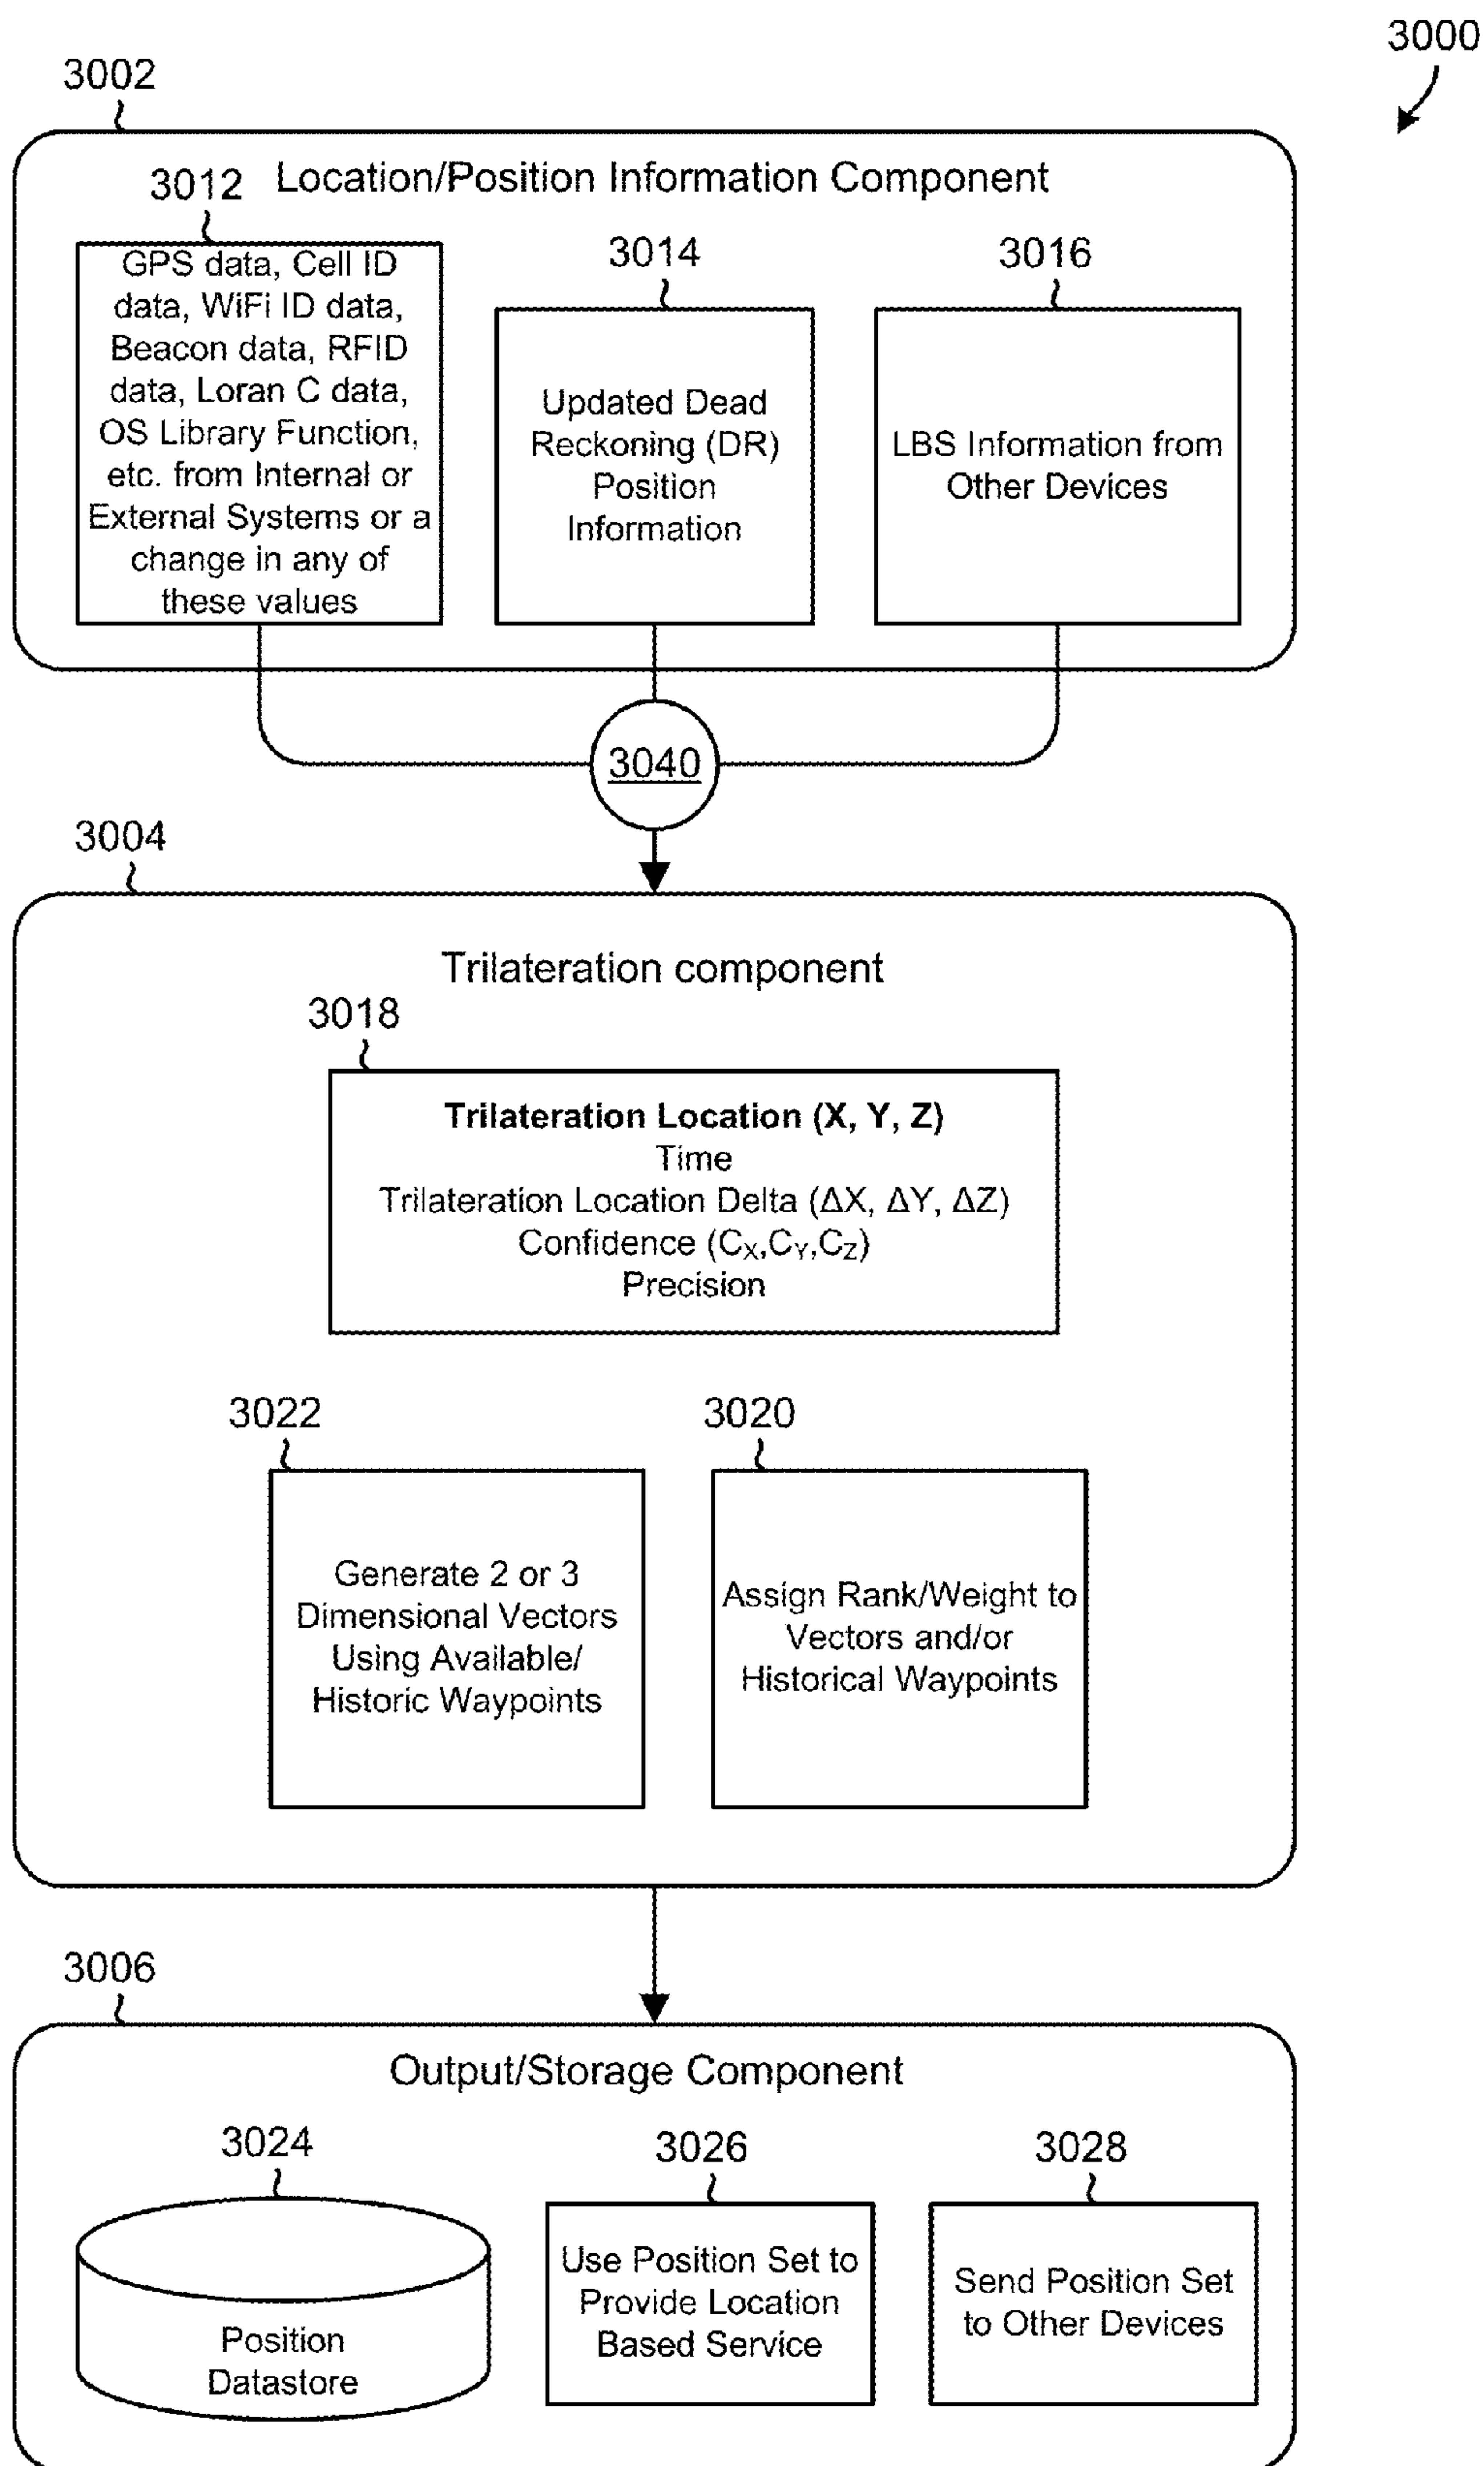 3000
3002
Location/Position Information Component
3012
GPS data, Cell ID
data, WiFi ID data,
Beacon data, RFID
data, Loran C data,
OS Library Function,
etc. from Internal or
External Systems or a
change in any of
these values
3014
Updated Dead
Reckoning (DR)
Position
Information
3016
LBS Information from
Other Devices
3040
3004
Trilateration component
3018
Trilateration Location (X, Y, Z)
Time
Trilateration Location Delta (ΔX, ΔY, ΔZ)
Confidence (CX,CY,CZ)
Precision
3022
Generate 2 or 3
Dimensional Vectors
Using Available/
Historic Waypoints
3020
Assign Rank/Weight to
Vectors and/or
Historical Waypoints
3006
Output/Storage Component
3024
Position
Datastore
3026
Use Position Set to
Provide Location
Based Service
3028
Send Position Set
to Other Devices